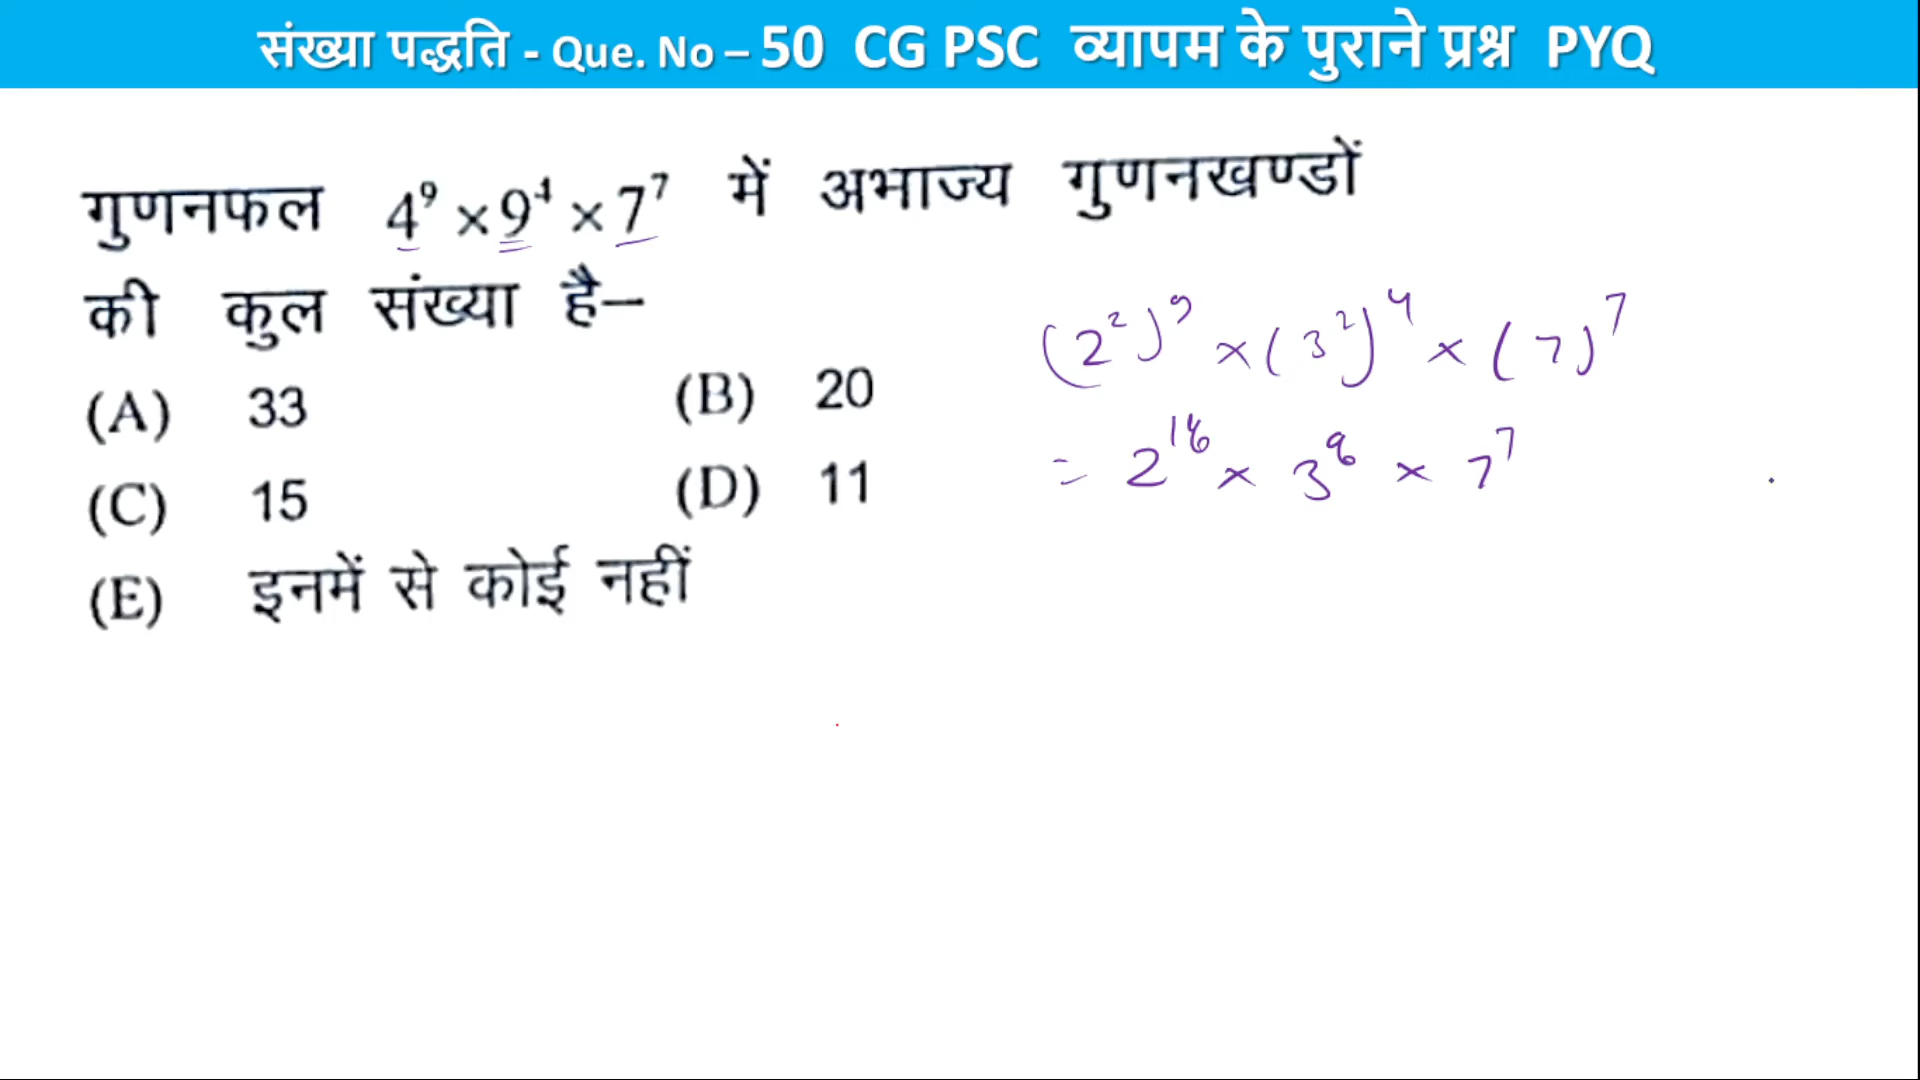 संख्या पद्धति - Que. No – 50 CG PSC व्यापम के पुराने प्रश्न PYQ
गुणनफल 4⁹ × 9⁴ × 7⁷ में अभाज्य गुणनखण्डों
की कुल संख्या है–
(2²)⁹ × (3²)⁴ × (7)⁷
(A) 33 (B) 20
= 2¹⁸ × 3⁸ × 7⁷
(C) 15 (D) 11
(E) इनमें से कोई नहीं